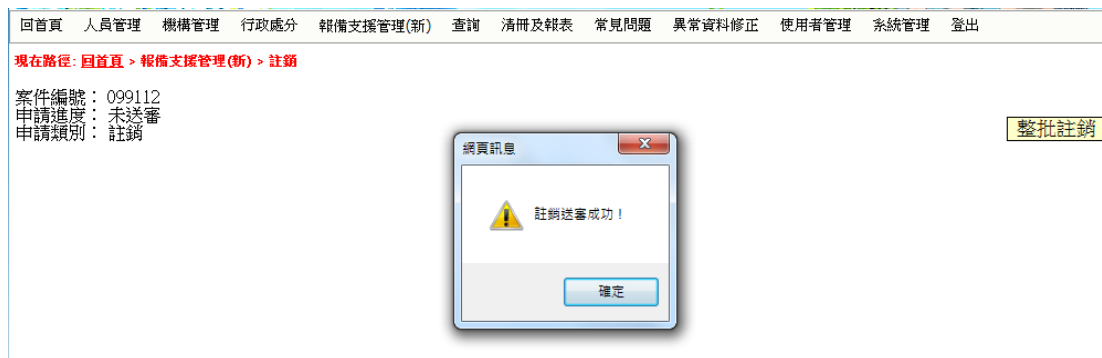 回首頁 人員管理 機構管理 行政處分 報備支援管理(新) 查詢 清冊及報表 常見問題 異常資料修正 使用者管理 系統管理 登出
現在路徑: 回首頁 > 報備支援管理(新) > 註銷
案件編號： 099112
申請進度： 未送審
申請類別： 註銷
整批註銷
網頁訊息
註銷送審成功！
確定